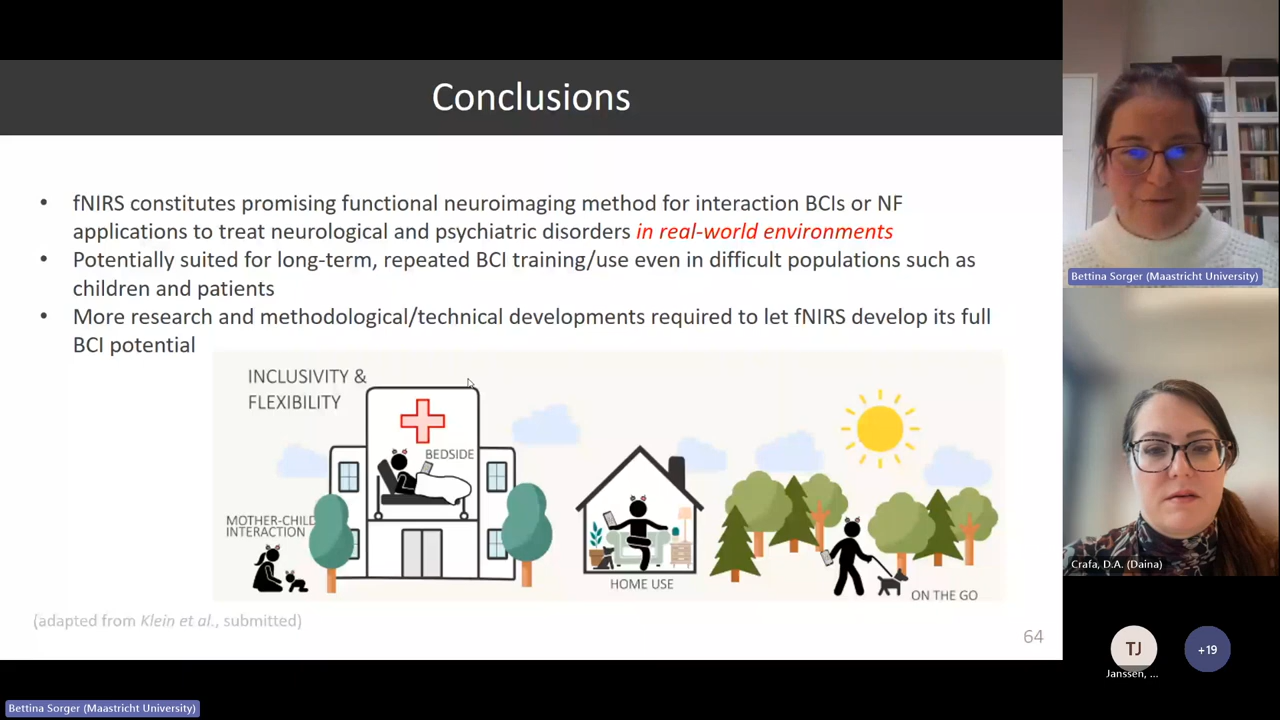 Conclusions
• fNIRS constitutes promising functional neuroimaging method for interaction BCIs or NF
applications to treat neurological and psychiatric disorders in real-world environments
• Potentially suited for long-term, repeated BCI training/use even in difficult populations such as
children and patients
• More research and methodological/technical developments required to let fNIRS develop its full
BCI potential
INCLUSIVITY &
FLEXIBILITY
BEDSIDE
MOTHER-CHILD
INTERACTION
HOME USE
ON THE GO
(adapted from Klein et al., submitted)
64
Bettina Sorger (Maastricht University)
Bettina Sorger (Maastricht University)
Crafa, D.A. (Daina)
TJ
+19
Janssen, ...